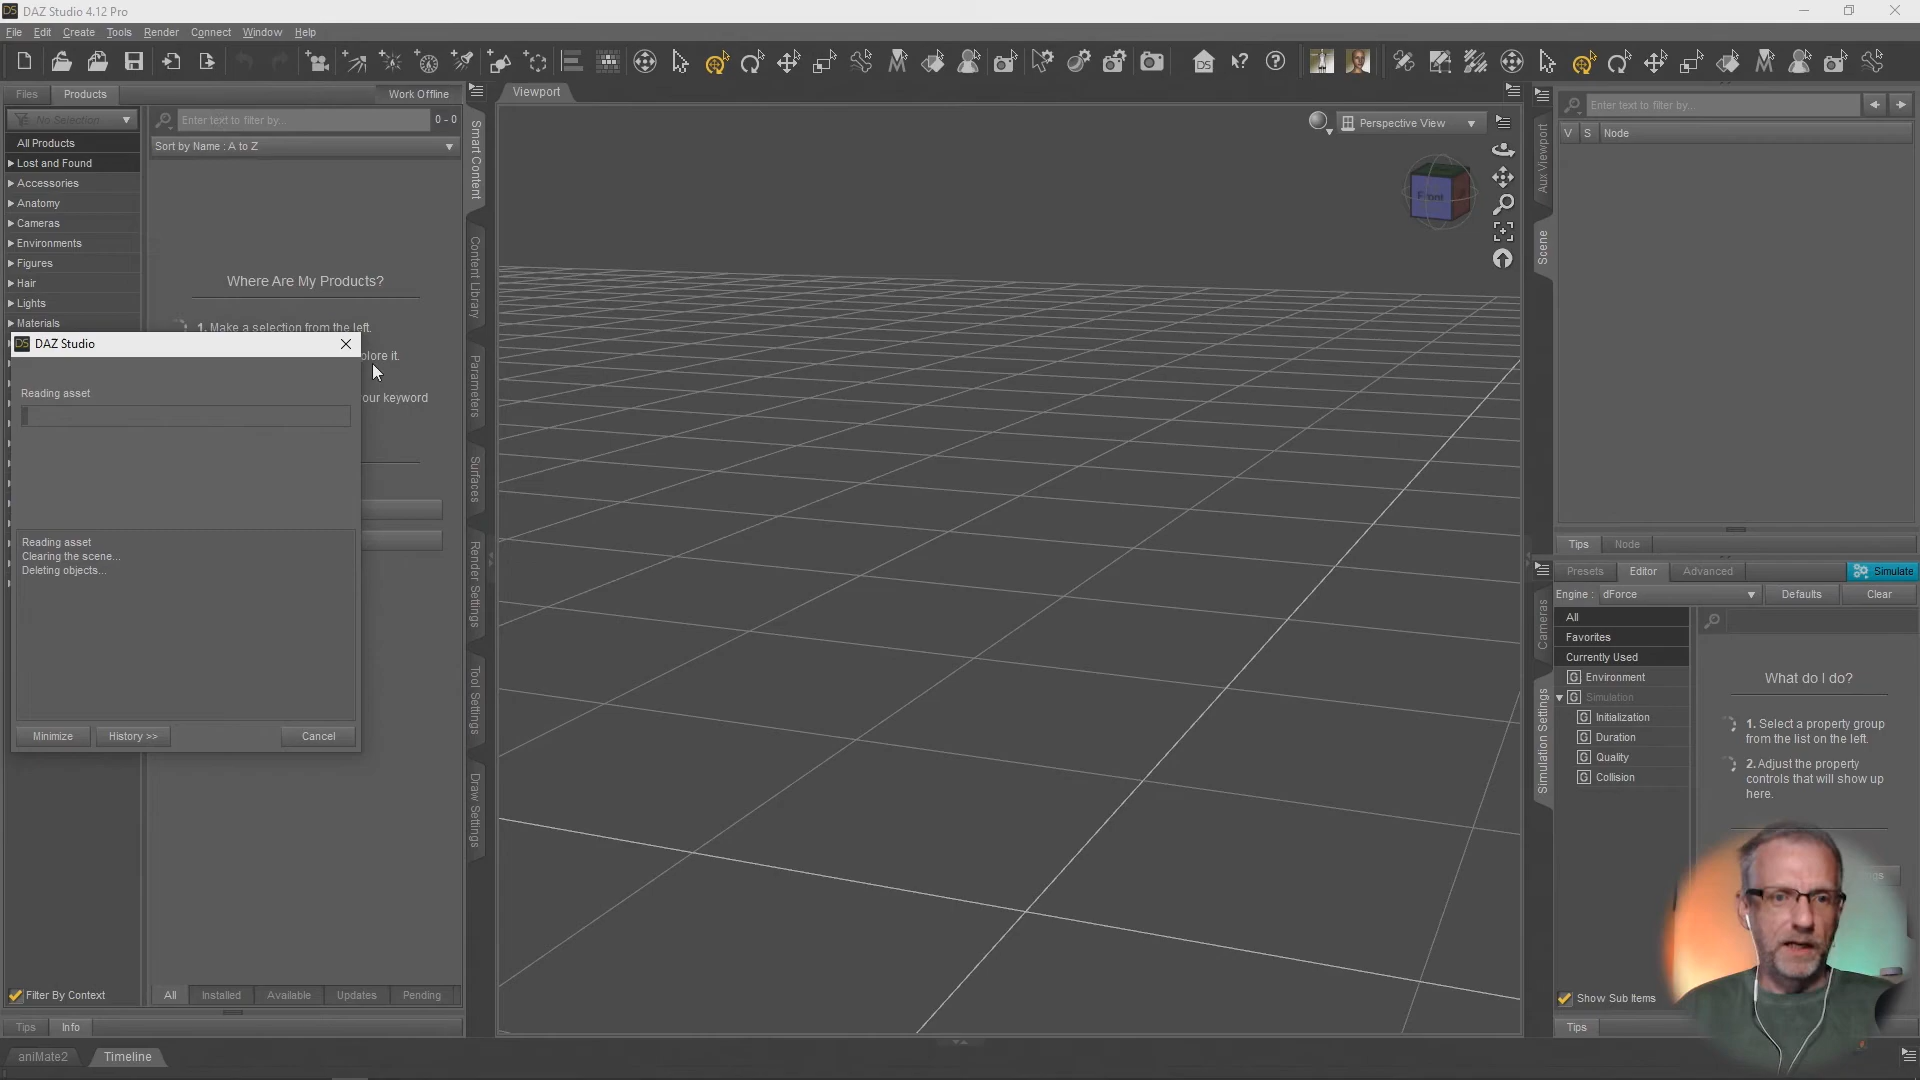 DAZ Studio 4.12 Pro
File Edit Create Tools Render Connect Window Help
Files Products Work Offline
No Selection
Enter text to filter by...
0 - 0
Sort by Name : A to Z
All Products
Lost and Found
Accessories
Anatomy
Cameras
Environments
Figures
Hair
Lights
Materials
Where Are My Products?
1. Make a selection from the left.
plore it.
our keyword
DAZ Studio
Reading asset
Reading asset
Clearing the scene...
Deleting objects...
Minimize
History >>
Cancel
Filter By Context
All Installed Available Updates Pending
Tips Info
aniMate2 Timeline
Smart Content
Content Library
Parameters
Surfaces
Render Settings
Tool Settings
Draw Settings
Viewport
Perspective View
Front
Aux Viewport
Scene
Enter text to filter by...
V S Node
Tips Node
Presets Editor Advanced Simulate
Engine : dForce Defaults Clear
Cameras
Simulation Settings
All
Favorites
Currently Used
Environment
Simulation
Initialization
Duration
Quality
Collision
What do I do?
1. Select a property group
from the list on the left.
2. Adjust the property
controls that will show up
here.
Show Sub Items
Tips